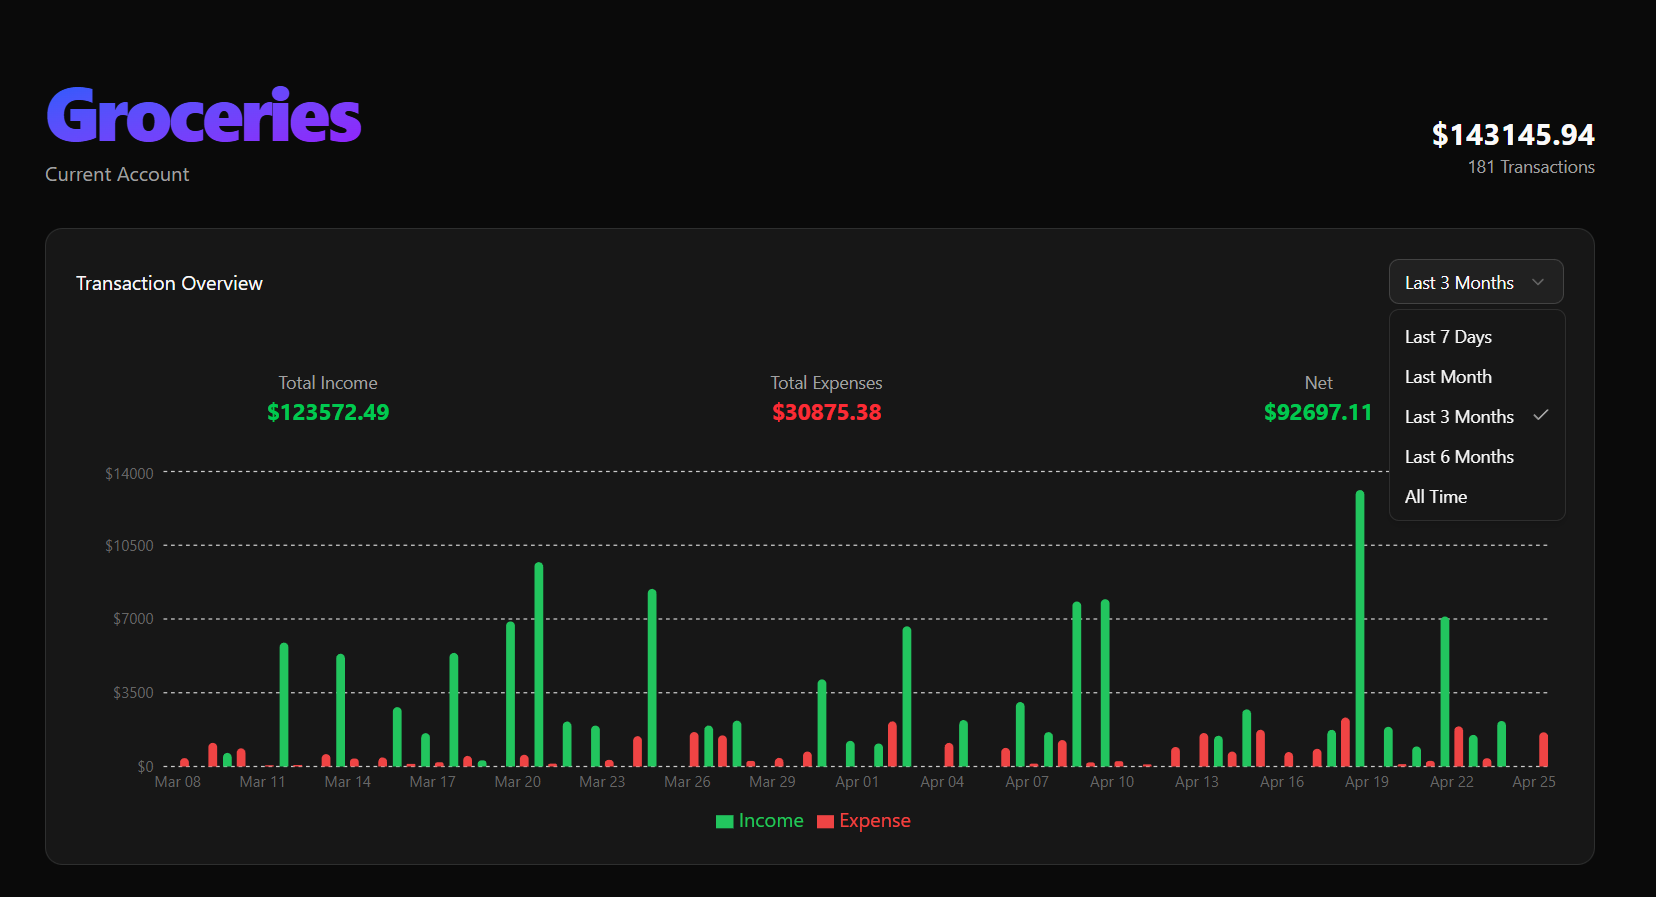 Groceries
Current Account
$143145.94
181 Transactions
Transaction Overview
Last 3 Months
Last 7 Days
Last Month
Last 3 Months
Last 6 Months
All Time
Total Income
$123572.49
Total Expenses
$30875.38
Net
$92697.11
$14000
$10500
$7000
$3500
$0
Mar 08 Mar 11 Mar 14 Mar 17 Mar 20 Mar 23 Mar 26 Mar 29 Apr 01 Apr 04 Apr 07 Apr 10 Apr 13 Apr 16 Apr 19 Apr 22 Apr 25
Income Expense